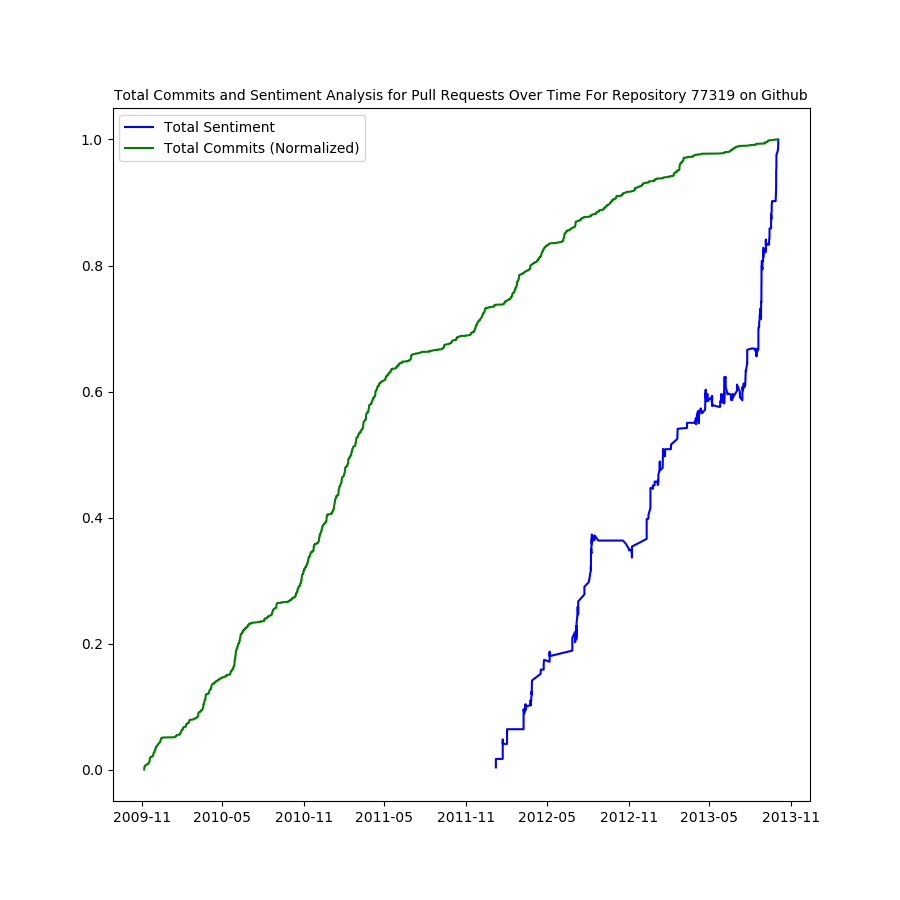 Total Commits and Sentiment Analysis for Pull Requests Over Time For Repository 77319 on Github
Total Sentiment
Total Commits (Normalized)
1.0
0.8
0.6
0.4
0.2
0.0
2009-11 2010-05 2010-11 2011-05 2011-11 2012-05 2012-11 2013-05 2013-11